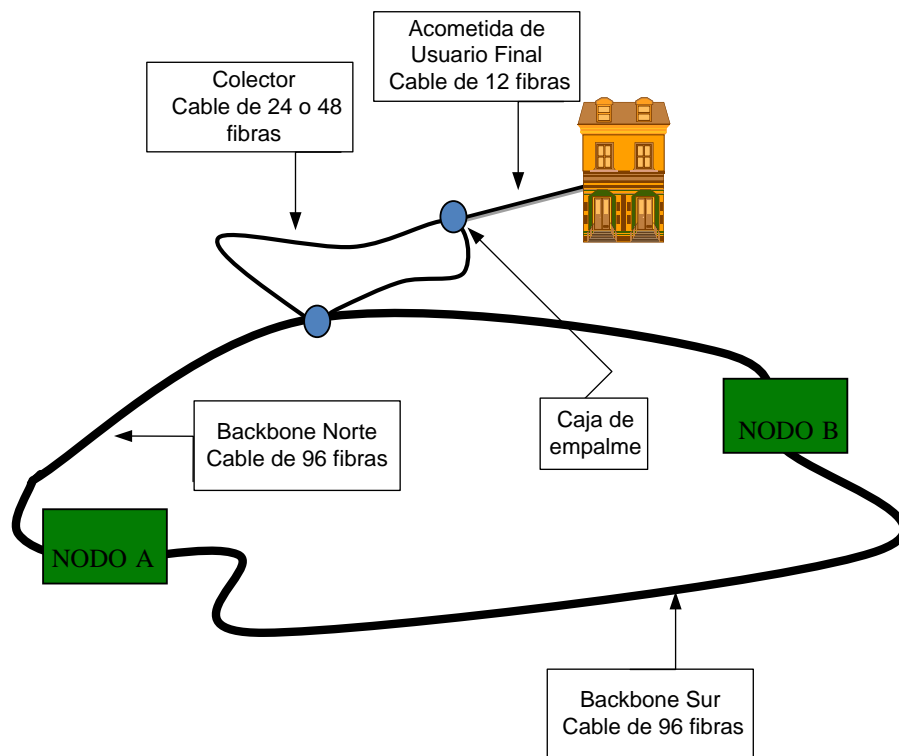 Acometida de
Usuario Final
Cable de 12 fibras
Colector
Cable de 24 o 48
fibras
Backbone Norte
Cable de 96 fibras
Caja de
empalme
NODO B
NODO A
Backbone Sur
Cable de 96 fibras